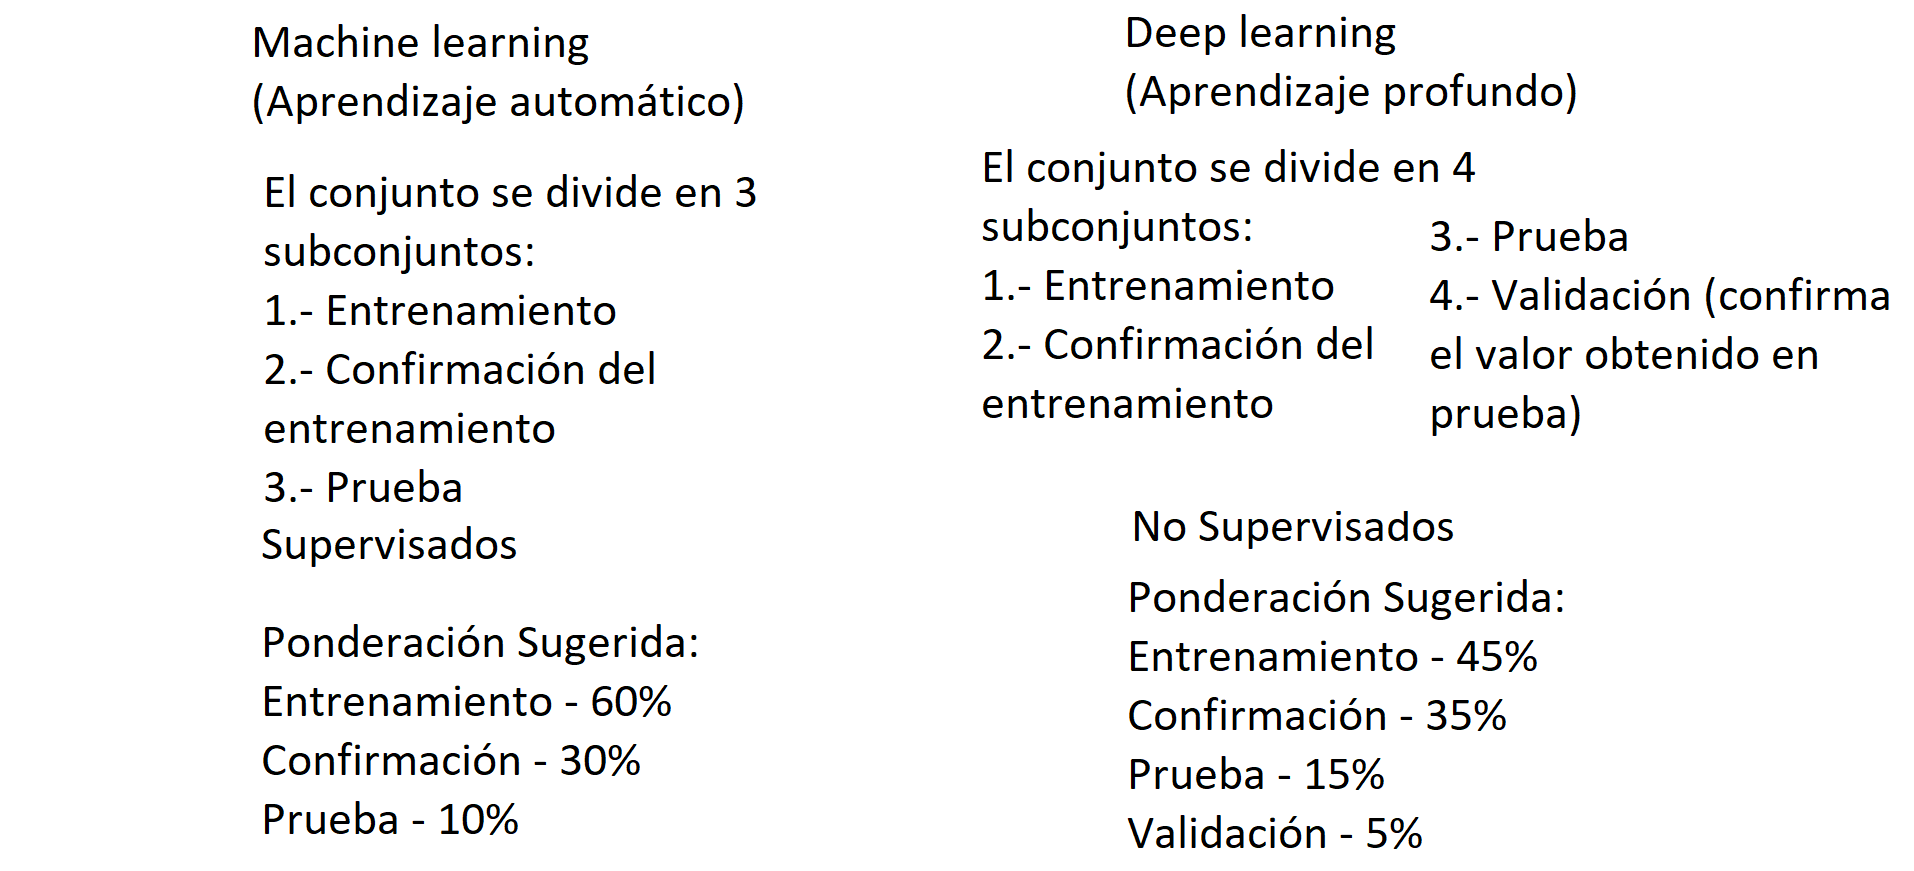 Machine learning
(Aprendizaje automático)
El conjunto se divide en 3
subconjuntos:
1.- Entrenamiento
2.- Confirmación del
entrenamiento
3.- Prueba
Supervisados
Ponderación Sugerida:
Entrenamiento - 60%
Confirmación - 30%
Prueba - 10%
Deep learning
(Aprendizaje profundo)
El conjunto se divide en 4
subconjuntos:
1.- Entrenamiento
2.- Confirmación del
entrenamiento
3.- Prueba
4.- Validación (confirma
el valor obtenido en
prueba)
No Supervisados
Ponderación Sugerida:
Entrenamiento - 45%
Confirmación - 35%
Prueba - 15%
Validación - 5%